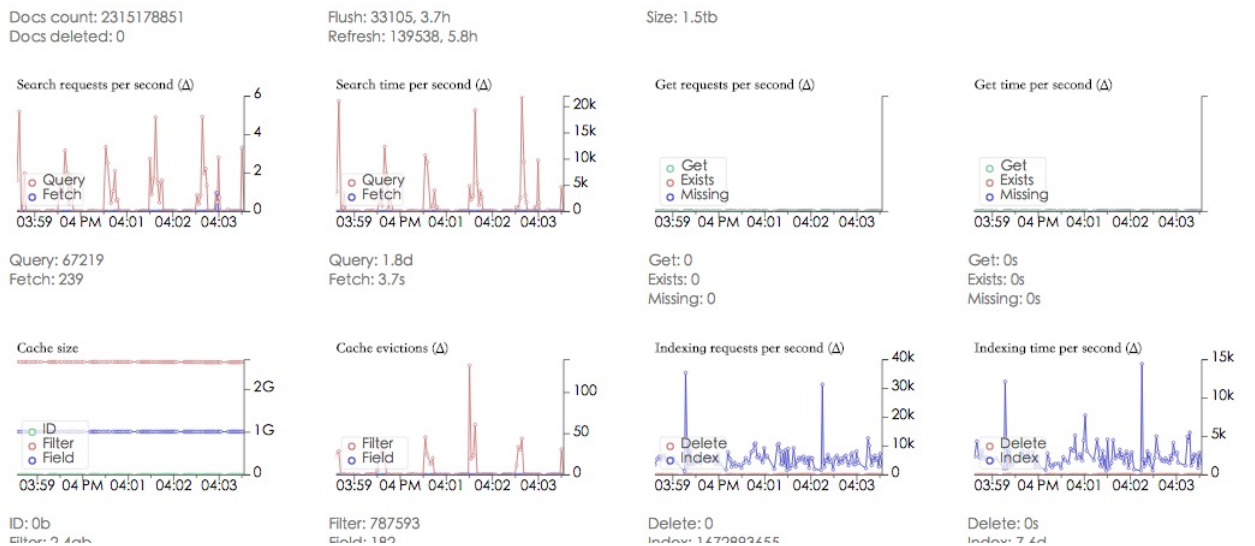 Docs count: 2315178851
Docs deleted: 0
Flush: 33105, 3.7h
Refresh: 139538, 5.8h
Size: 1.5tb
Search requests per second (Δ)
6
4
2
0
Query
Fetch
03:59 04 PM 04:01 04:02 04:03
Query: 67219
Fetch: 239
Search time per second (Δ)
20k
15k
10k
5k
0
Query
Fetch
03:59 04 PM 04:01 04:02 04:03
Query: 1.8d
Fetch: 3.7s
Get requests per second (Δ)
Get
Exists
Missing
03:59 04 PM 04:01 04:02 04:03
Get: 0
Exists: 0
Missing: 0
Get time per second (Δ)
Get
Exists
Missing
03:59 04 PM 04:01 04:02 04:03
Get: 0s
Exists: 0s
Missing: 0s
Cache size
2G
1G
0
ID
Filter
Field
03:59 04 PM 04:01 04:02 04:03
ID: 0b
Filter: 2.4gb
Cache evictions (Δ)
100
50
0
Filter
Field
03:59 04 PM 04:01 04:02 04:03
Filter: 787593
Field: 182
Indexing requests per second (Δ)
40k
30k
20k
10k
0
Delete
Index
03:59 04 PM 04:01 04:02 04:03
Delete: 0
Index: 1672893655
Indexing time per second (Δ)
15k
10k
5k
0
Delete
Index
03:59 04 PM 04:01 04:02 04:03
Delete: 0s
Index: 7.6d